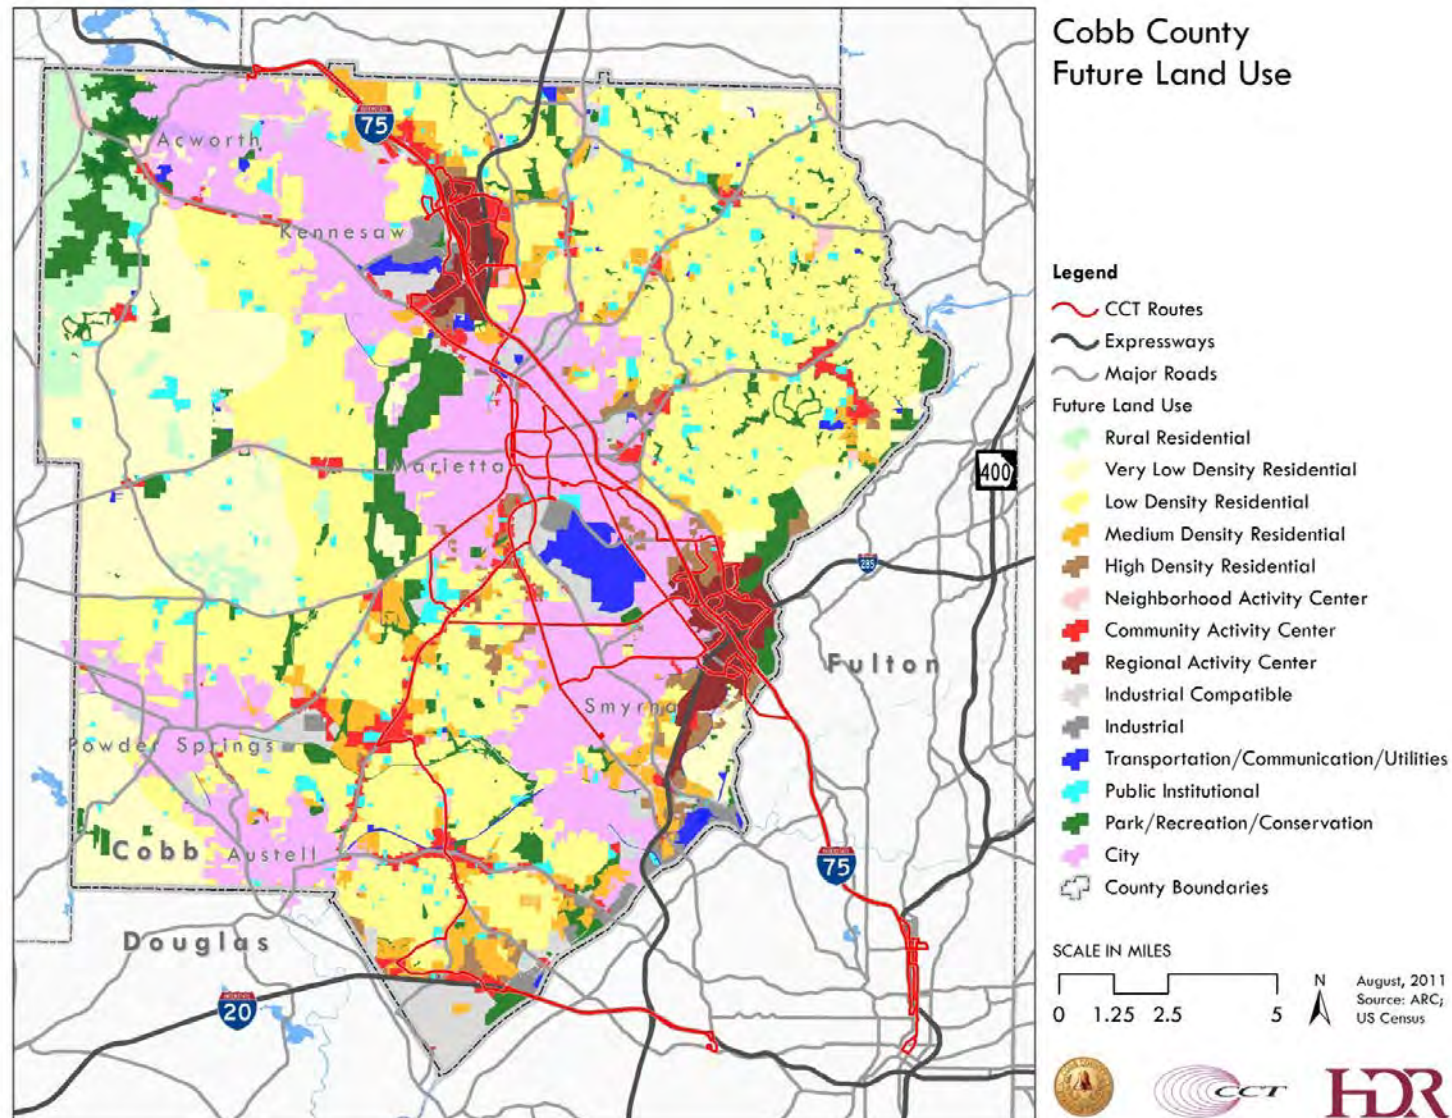 Cobb County
Future Land Use
INTERSTATE
75
Acworth
Kennesaw
Marietta
400
285
Fulton
Smyrna
Powder Springs
Cobb
Austell
75
Douglas
20
Legend
CCT Routes
Expressways
Major Roads
Future Land Use
Rural Residential
Very Low Density Residential
Low Density Residential
Medium Density Residential
High Density Residential
Neighborhood Activity Center
Community Activity Center
Regional Activity Center
Industrial Compatible
Industrial
Transportation/Communication/Utilities
Public Institutional
Park/Recreation/Conservation
City
County Boundaries
SCALE IN MILES
0 1.25 2.5 5
N
August, 2011
Source: ARC;
US Census
CCT
HDR